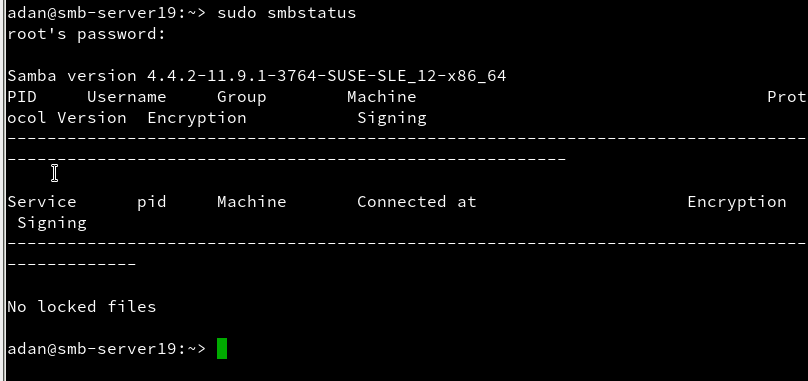 adan@smb-server19:~> sudo smbstatus
root's password:
Samba version 4.4.2-11.9.1-3764-SUSE-SLE_12-x86_64
PID     Username     Group        Machine                                   Prot
ocol Version  Encryption           Signing
--------------------------------------------------------------------------------
--------------------------------------------------------
Service      pid     Machine       Connected at                     Encryption
 Signing
--------------------------------------------------------------------------------
-------------
No locked files
adan@smb-server19:~>